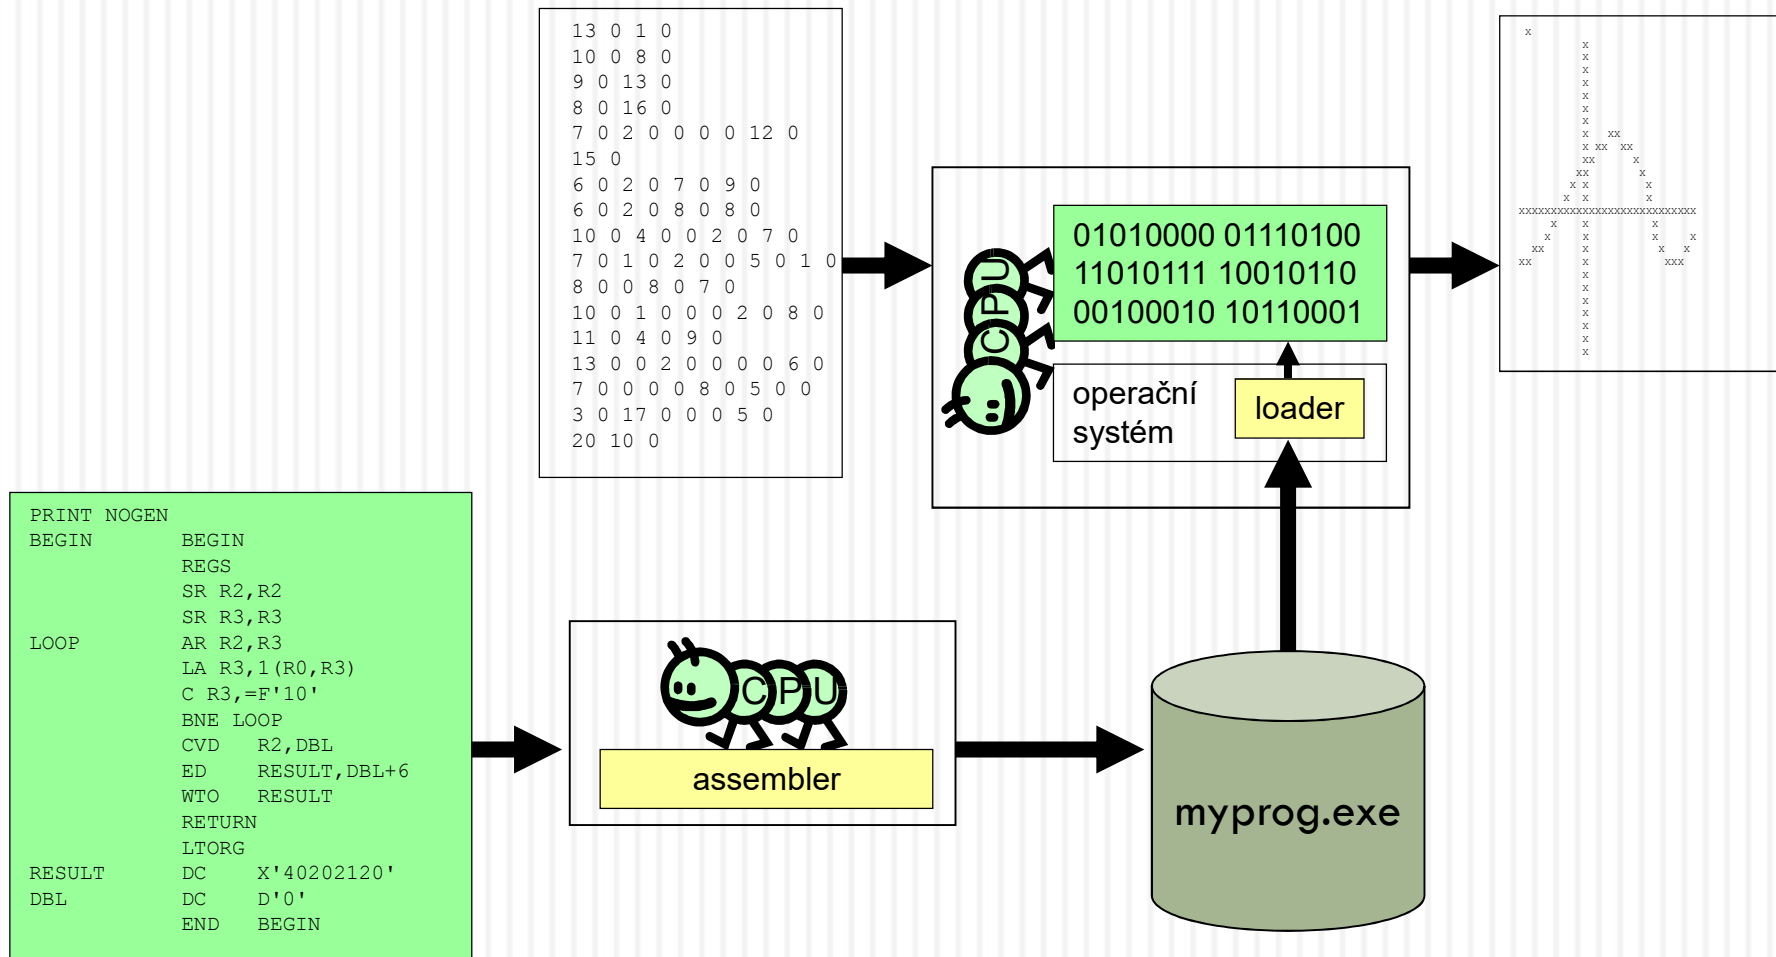 13 0 1 0
10 0 8 0
9 0 13 0
8 0 16 0
7 0 2 0 0 0 0 12 0
15 0
6 0 2 0 7 0 9 0
6 0 2 0 8 0 8 0
10 0 4 0 0 2 0 7 0
7 0 1 0 2 0 0 5 0 1 0
8 0 0 8 0 7 0
10 0 1 0 0 0 2 0 8 0
11 0 4 0 9 0
13 0 0 2 0 0 0 0 6 0
7 0 0 0 0 8 0 5 0 0
3 0 17 0 0 0 5 0
20 10 0
CPU
01010000 01110100
11010111 10010110
00100010 10110001
operační
systém
loader
x
x
x
x
x
x
x
x
x xx
x xx xx
xx x
xx x
x x x
x x x
xxxxxxxxxxxxxxxxxxxxxxxxxxxx
x x x
x x x x
xx x x x
xx x xxx
x
x
x
x
x
x
x
PRINT NOGEN
BEGIN BEGIN
REGS
SR R2,R2
SR R3,R3
LOOP AR R2,R3
LA R3,1(R0,R3)
C R3,=F'10'
BNE LOOP
CVD R2,DBL
ED RESULT,DBL+6
WTO RESULT
RETURN
LTORG
RESULT DC X'40202120'
DBL DC D'0'
END BEGIN
CPU
assembler
myprog.exe